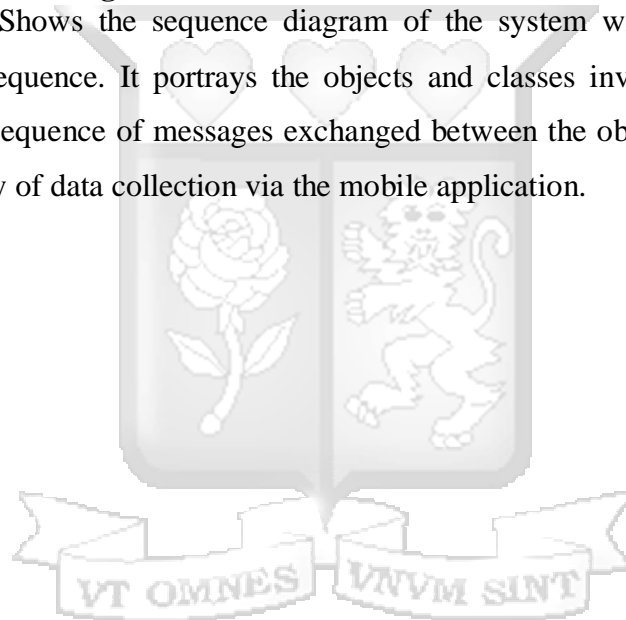 Shows the sequence diagram of the system w
equence. It portrays the objects and classes inv
equence of messages exchanged between the ob
y of data collection via the mobile application.
VT OMNES VNVM SINT